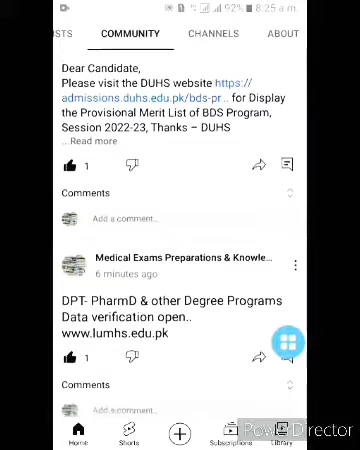 92% 8:25 a.m.
ISTS COMMUNITY CHANNELS ABOUT
Dear Candidate,
Please visit the DUHS website https://
admissions.duhs.edu.pk/bds-pr... for Display
the Provisional Merit List of BDS Program,
Session 2022-23, Thanks – DUHS
...Read more
1
Comments
Add a comment...
Medical Exams Preparations & Knowle...
6 minutes ago
DPT- PharmD & other Degree Programs
Data verification open..
www.lumhs.edu.pk
1
Comments
Add a comment...
PowerDirector
Home Shorts Subscriptions Library